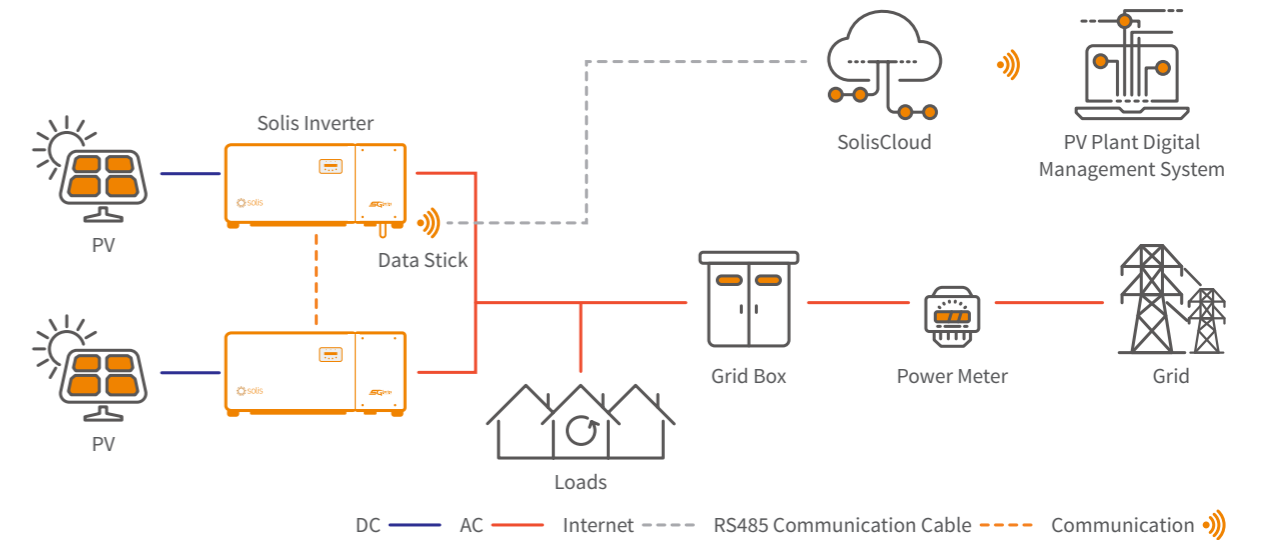 Solis Inverter
SolisCloud
PV Plant Digital
Management System
solis
PV
Data Stick
Grid Box
Power Meter
Grid
solis
PV
Loads
DC
AC
Internet
RS485 Communication Cable
Communication